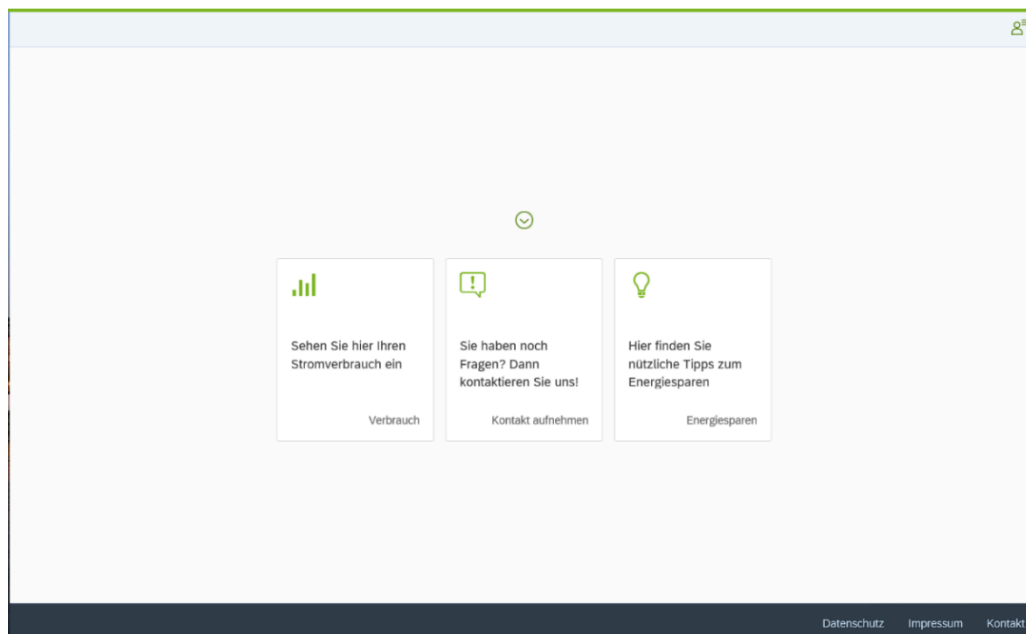 Sehen Sie hier Ihren
Stromverbrauch ein
Verbrauch
Sie haben noch
Fragen? Dann
kontaktieren Sie uns!
Kontakt aufnehmen
Hier finden Sie
nützliche Tipps zum
Energiesparen
Energiesparen
Datenschutz
Impressum
Kontakt